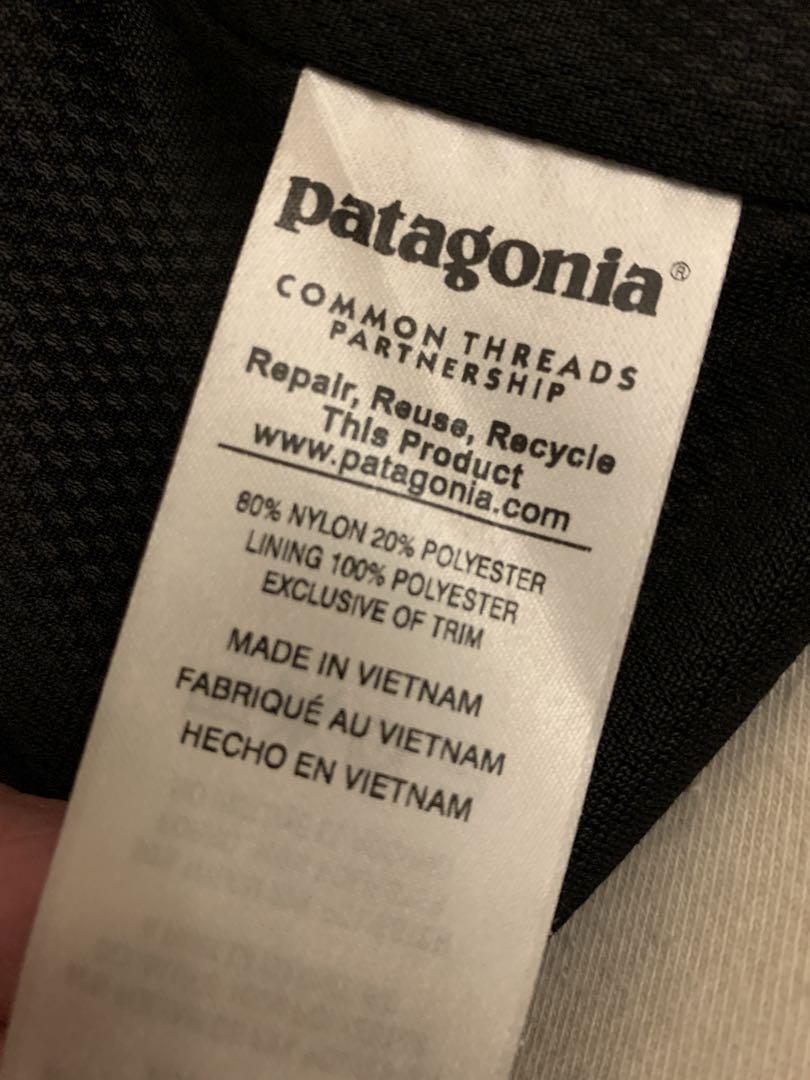 patagonia®
COMMON THREADS
PARTNERSHIP
Repair, Reuse, Recycle
This Product
www.patagonia.com
80% NYLON 20% POLYESTER
LINING 100% POLYESTER
EXCLUSIVE OF TRIM
MADE IN VIETNAM
FABRIQUÉ AU VIETNAM
HECHO EN VIETNAM